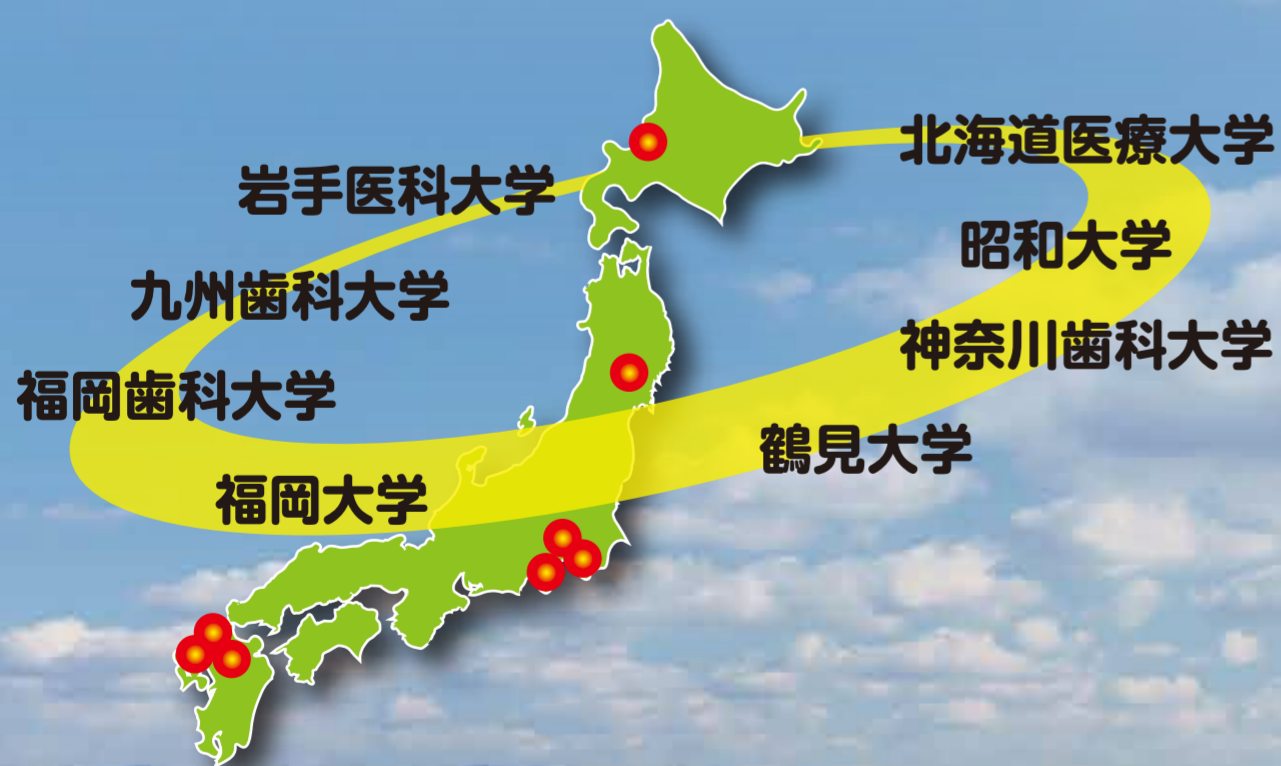 北海道医療大学
岩手医科大学
昭和大学
九州歯科大学
神奈川歯科大学
福岡歯科大学
鶴見大学
福岡大学